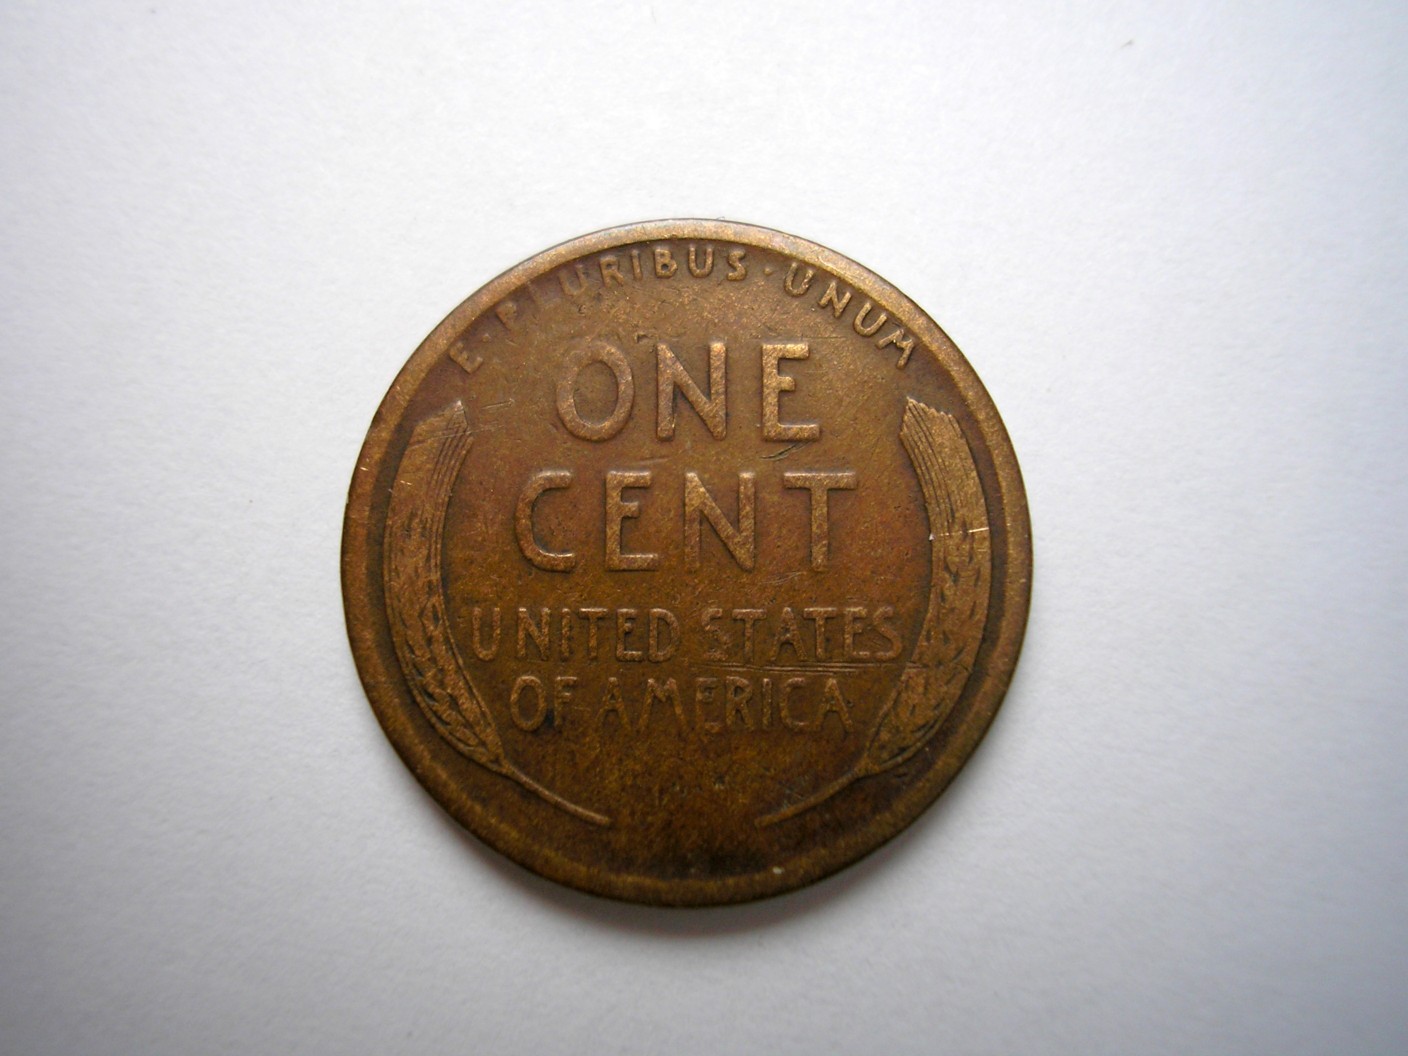 E·PLURIBUS·UNUM
ONE
CENT
UNITED STATES
OF AMERICA